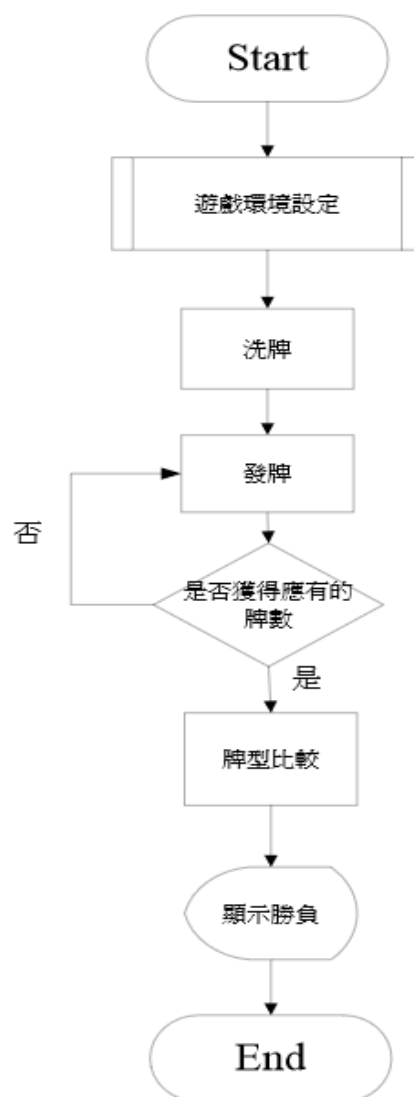 Start
遊戲環境設定
洗牌
發牌
否
是否獲得應有的
牌數
是
牌型比較
顯示勝負
End